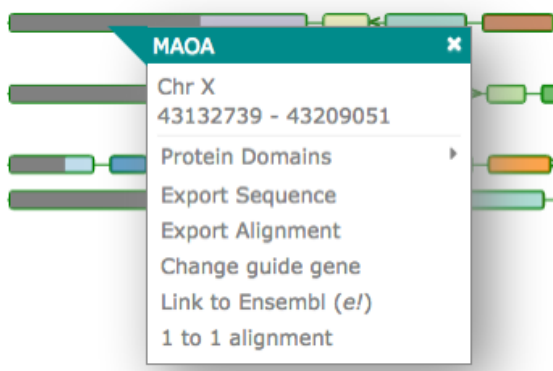 MAOA
Chr X
43132739 - 43209051
Protein Domains
Export Sequence
Export Alignment
Change guide gene
Link to Ensembl (e!)
1 to 1 alignment